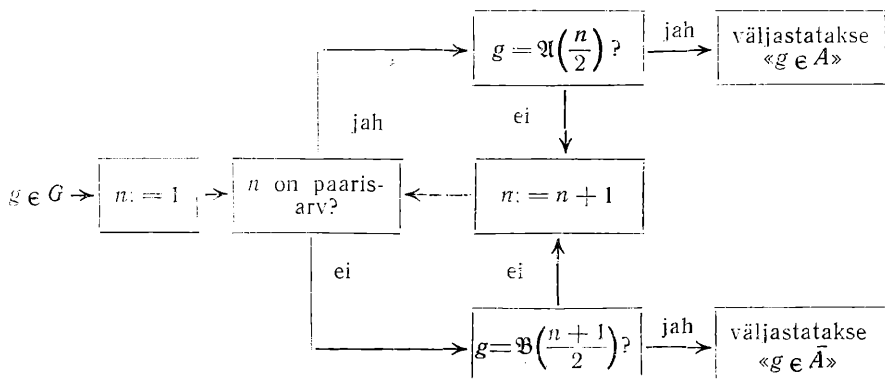 g = 𝔄(n/2) ?
jah
väljastatakse
«g ∈ A»
jah
ei
g ∈ G
n: = 1
n on paaris-
arv?
n: = n + 1
ei
ei
g = 𝔅((n + 1)/2) ?
jah
väljastatakse
«g ∈ Ā»